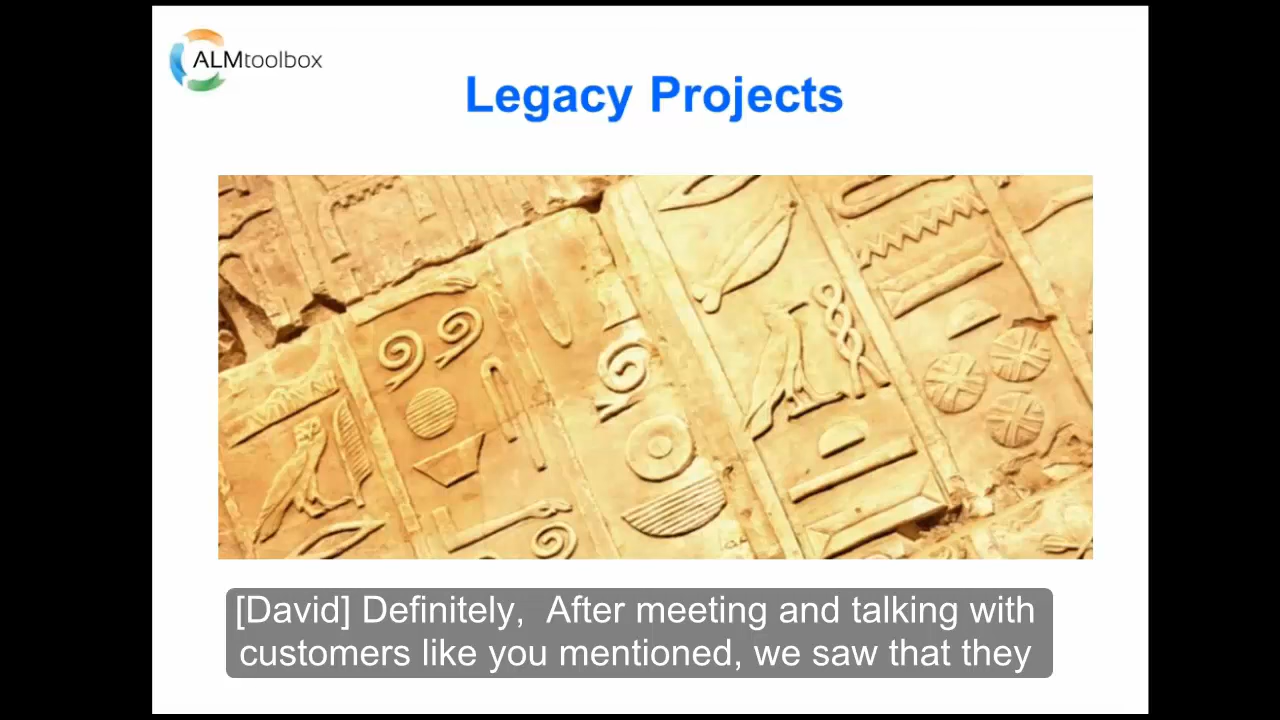 ALMtoolbox
Legacy Projects
[David] Definitely,  After meeting and talking with
customers like you mentioned, we saw that they